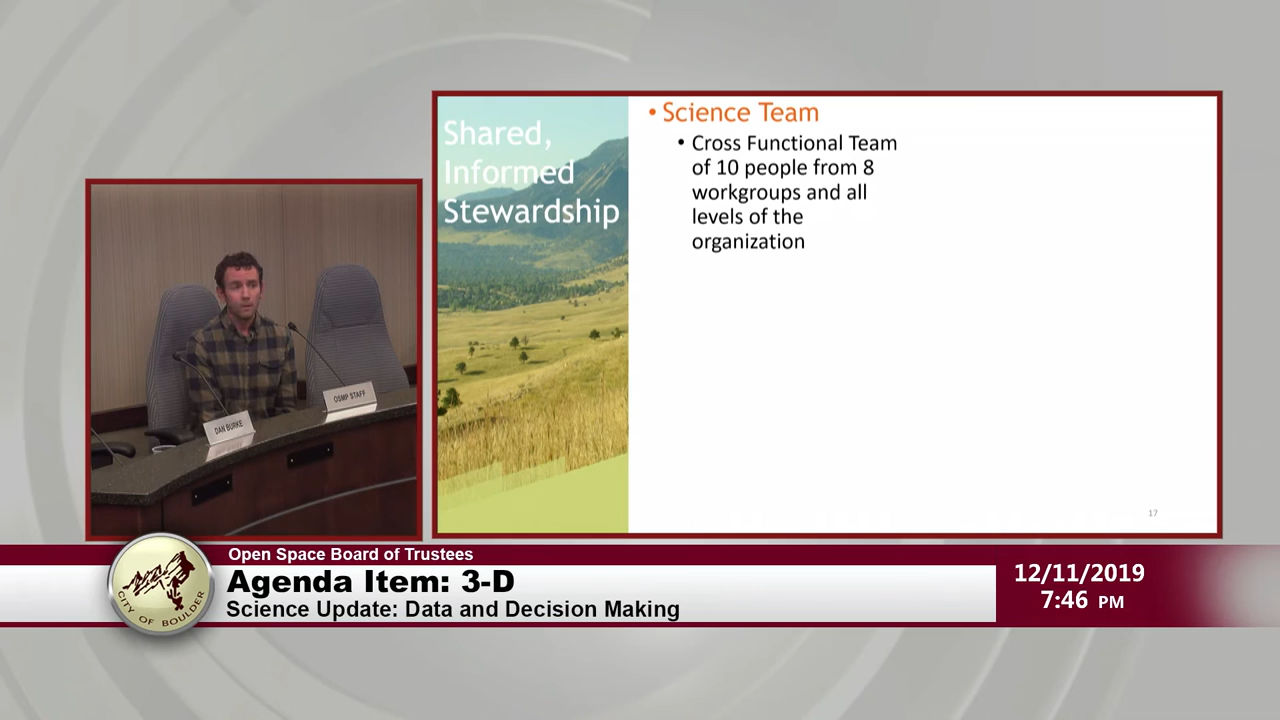 Shared,
Informed
Stewardship
• Science Team
• Cross Functional Team
of 10 people from 8
workgroups and all
levels of the
organization
17
DAN BURKE
OSMP STAFF
Open Space Board of Trustees
Agenda Item: 3-D
Science Update: Data and Decision Making
12/11/2019
7:46 PM
CITY OF BOULDER